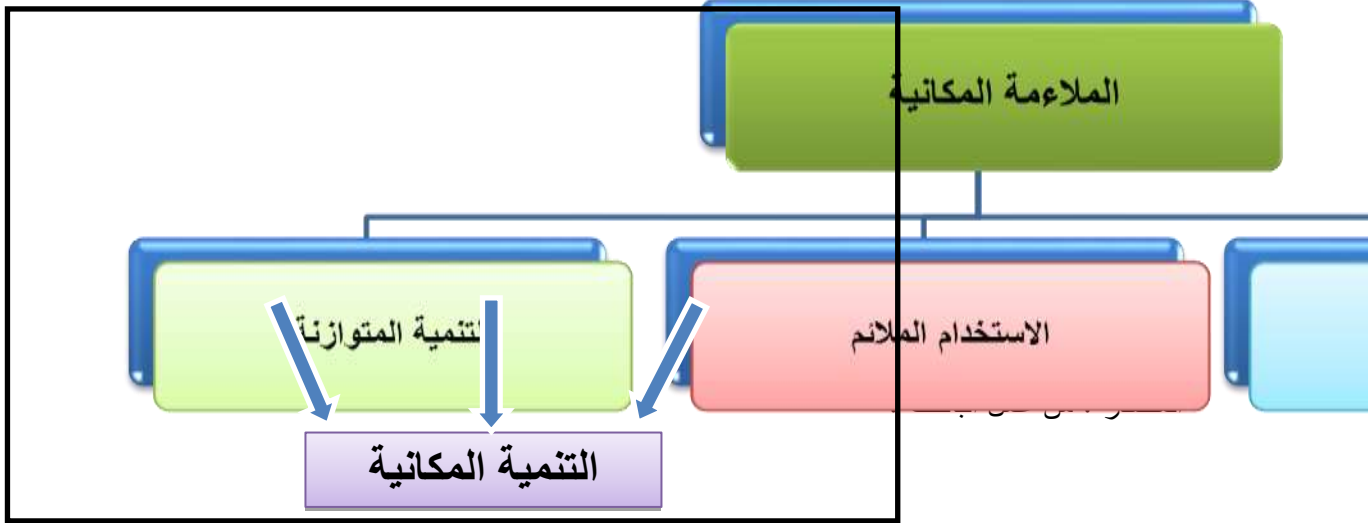 الملاءمة المكانية
الاستخدام الملائم
التنمية المتوازنة
التنمية المكانية